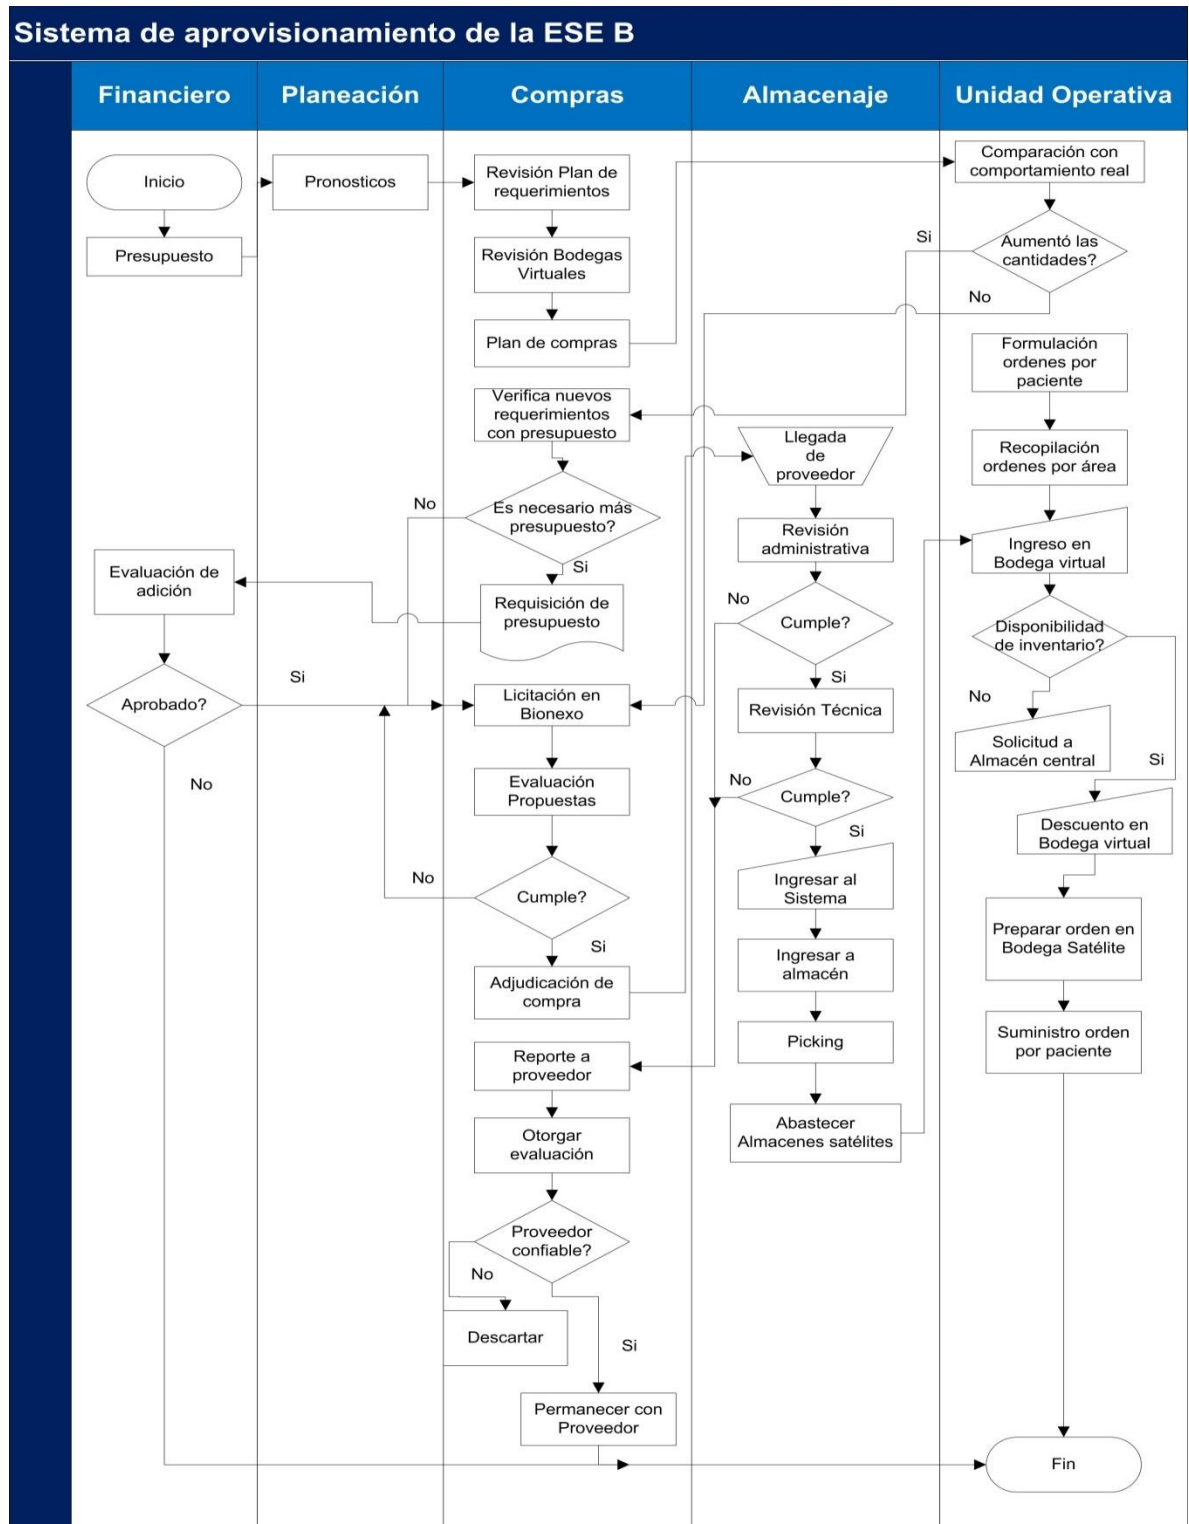 Sistema de aprovisionamiento de la ESE B
Financiero
Planeación
Compras
Almacenaje
Unidad Operativa
Inicio
Presupuesto
Pronosticos
Revisión Plan de
requerimientos
Revisión Bodegas
Virtuales
Plan de compras
Comparación con
comportamiento real
Aumentó las
cantidades?
Si
No
Verifica nuevos
requerimientos
con presupuesto
Es necesario más
presupuesto?
No
Si
Requisición de
presupuesto
Evaluación de
adición
Aprobado?
Si
No
Licitación en
Bionexo
Evaluación
Propuestas
Cumple?
No
Si
Adjudicación de
compra
Reporte a
proveedor
Otorgar
evaluación
Proveedor
confiable?
No
Descartar
Si
Permanecer con
Proveedor
Llegada
de
proveedor
Revisión
administrativa
No
Cumple?
Si
Revisión Técnica
No
Cumple?
Si
Ingresar al
Sistema
Ingresar a
almacén
Picking
Abastecer
Almacenes satélites
Formulación
ordenes por
paciente
Recopilación
ordenes por área
Ingreso en
Bodega virtual
Disponibilidad
de inventario?
No
Solicitud a
Almacén central
Si
Descuento en
Bodega virtual
Preparar orden en
Bodega Satélite
Suministro orden
por paciente
Fin